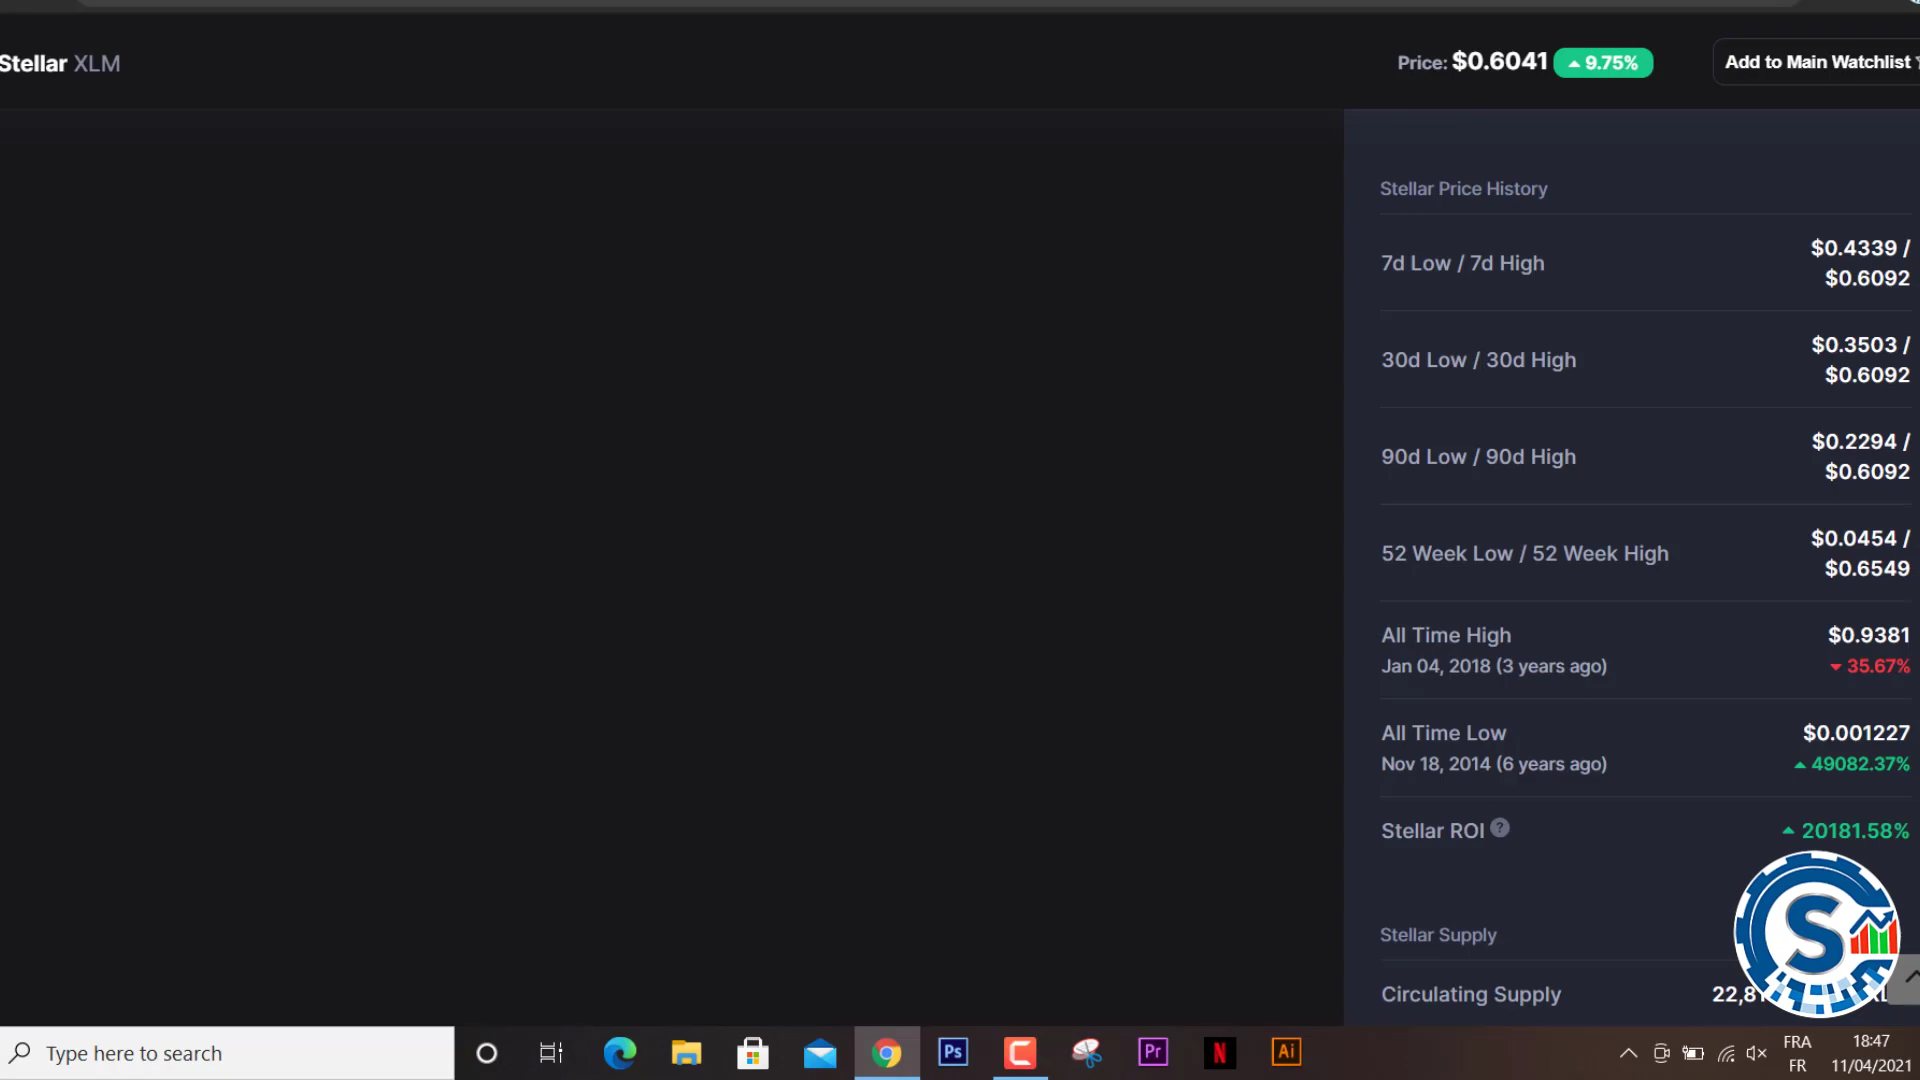 Stellar XLM
Price: $0.6041 9.75%
Add to Main Watchlist
Stellar Price History
7d Low / 7d High
$0.4339 /
$0.6092
30d Low / 30d High
$0.3503 /
$0.6092
90d Low / 90d High
$0.2294 /
$0.6092
52 Week Low / 52 Week High
$0.0454 /
$0.6549
All Time High
$0.9381
Jan 04, 2018 (3 years ago)
35.67%
All Time Low
$0.001227
Nov 18, 2014 (6 years ago)
49082.37%
Stellar ROI ?
20181.58%
Stellar Supply
S
Circulating Supply
Type here to search
Ps
Pr
N
Ai
FRA
FR
18:47
11/04/2021